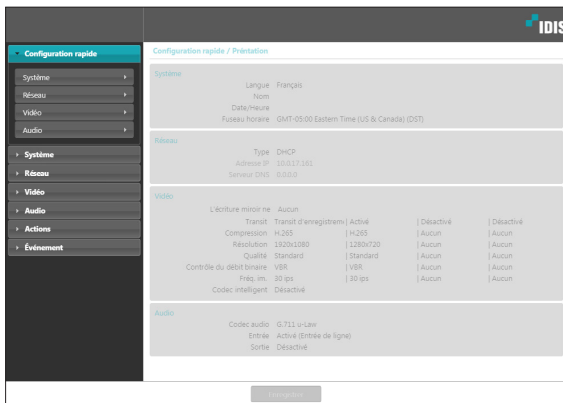 IDIS
Configuration rapide
Système
Réseau
Vidéo
Audio
Système
Réseau
Vidéo
Audio
Actions
Événement
Configuration rapide / Préntation
Système
Langue Français
Nom
Date/Heure
Fuseau horaire GMT-05:00 Eastern Time (US & Canada) (DST)
Réseau
Type DHCP
Adresse IP 10.0.17.161
Serveur DNS 0.0.0.0
Vidéo
L'écriture miroir ne Aucun
Transit Transit d'enregistrem | Activé | Désactivé | Désactivé
Compression H.265 | H.265 | Aucun | Aucun
Résolution 1920x1080 | 1280x720 | Aucun | Aucun
Qualité Standard | Standard | Aucun | Aucun
Contrôle du débit binaire VBR | VBR | Aucun | Aucun
Fréq. im. 30 ips | 30 ips | Aucun | Aucun
Codec intelligent Désactivé
Audio
Codec audio G.711 u-Law
Entrée Activé (Entrée de ligne)
Sortie Désactivé
Enregistrer